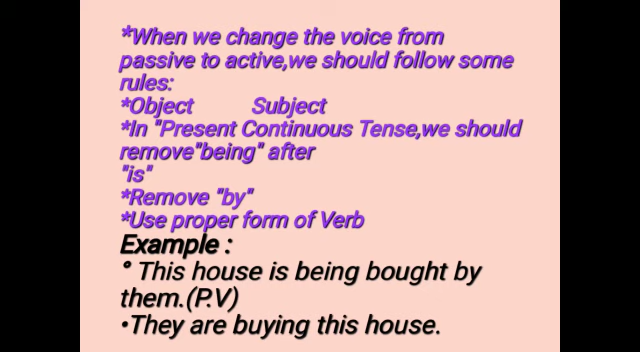 *When we change the voice from
passive to active,we should follow some
rules:
*Object Subject
*In "Present Continuous Tense,we should
remove"being" after
"is"
*Remove "by"
*Use proper form of Verb
Example :
° This house is being bought by
them.(P.V)
•They are buying this house.